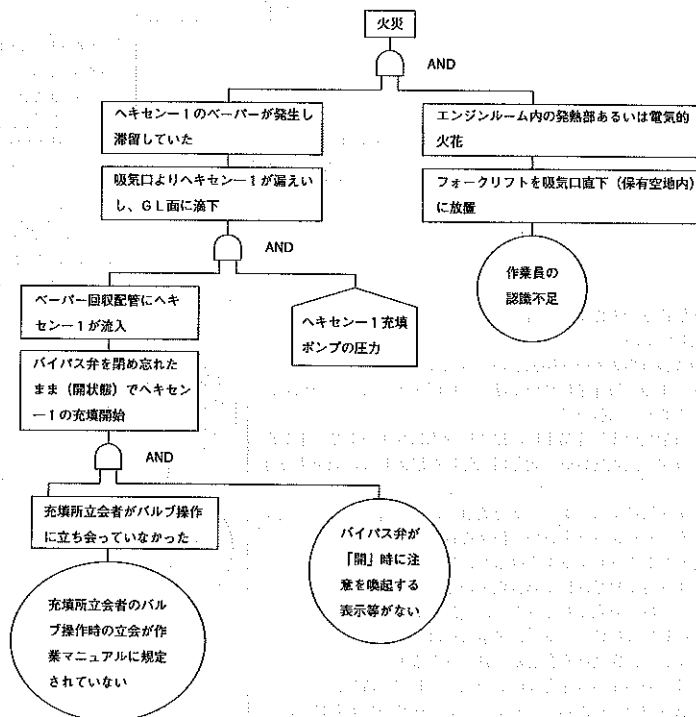 火災
AND
ヘキセン－１のベーパーが発生し
滞留していた
エンジンルーム内の発熱部あるいは電気的
火花
吸気口よりヘキセン－１が漏えい
し、ＧＬ面に滴下
フォークリフトを吸気口直下（保有空地内）
に放置
AND
作業員の
認識不足
ベーパー回収配管にヘキ
セン－１が流入
ヘキセン－１充填
ポンプの圧力
バイパス弁を閉め忘れた
まま（開状態）でヘキセン
－１の充填開始
AND
充填所立会者がバルブ操作
に立ち会っていなかった
バイパス弁が
「開」時に注
意を喚起する
表示等がない
充填所立会者のバル
ブ操作時の立会が作
業マニュアルに規定
されていない